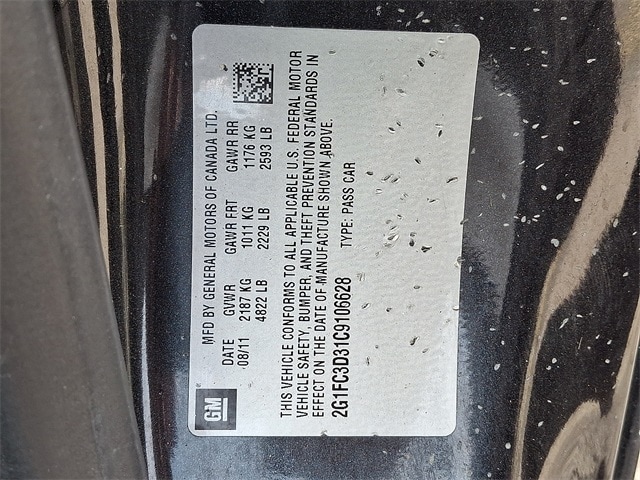 GM
MFD BY GENERAL MOTORS OF CANADA LTD.
DATE GVWR GAWR FRT GAWR RR
08/11 2187 KG 1011 KG 1176 KG
4822 LB 2229 LB 2593 LB
THIS VEHICLE CONFORMS TO ALL APPLICABLE U.S. FEDERAL MOTOR
VEHICLE SAFETY, BUMPER, AND THEFT PREVENTION STANDARDS IN
EFFECT ON THE DATE OF MANUFACTURE SHOWN ABOVE.
2G1FC3D31C9106628 TYPE: PASS CAR